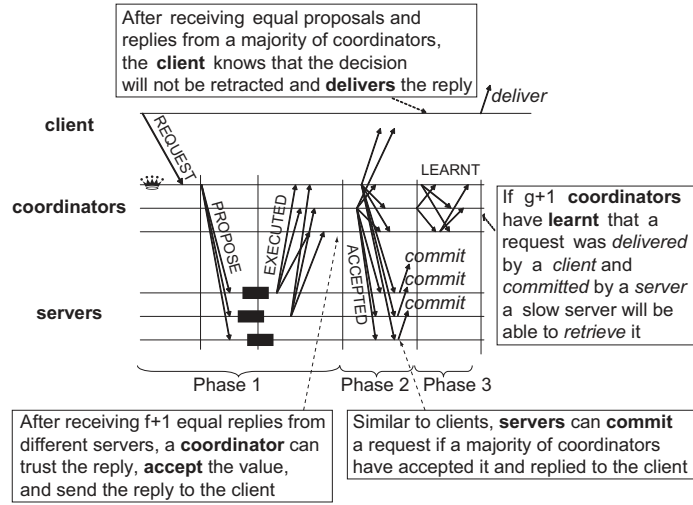 After receiving equal proposals and
replies from a majority of coordinators,
the client knows that the decision
will not be retracted and delivers the reply
deliver
client
REQUEST
LEARNT
coordinators
PROPOSE
EXECUTED
ACCEPTED
If g+1 coordinators
have learnt that a
request was delivered
by a client and
committed by a server
a slow server will be
able to retrieve it
commit
commit
commit
servers
Phase 1
Phase 2
Phase 3
After receiving f+1 equal replies from
different servers, a coordinator can
trust the reply, accept the value,
and send the reply to the client
Similar to clients, servers can commit
a request if a majority of coordinators
have accepted it and replied to the client